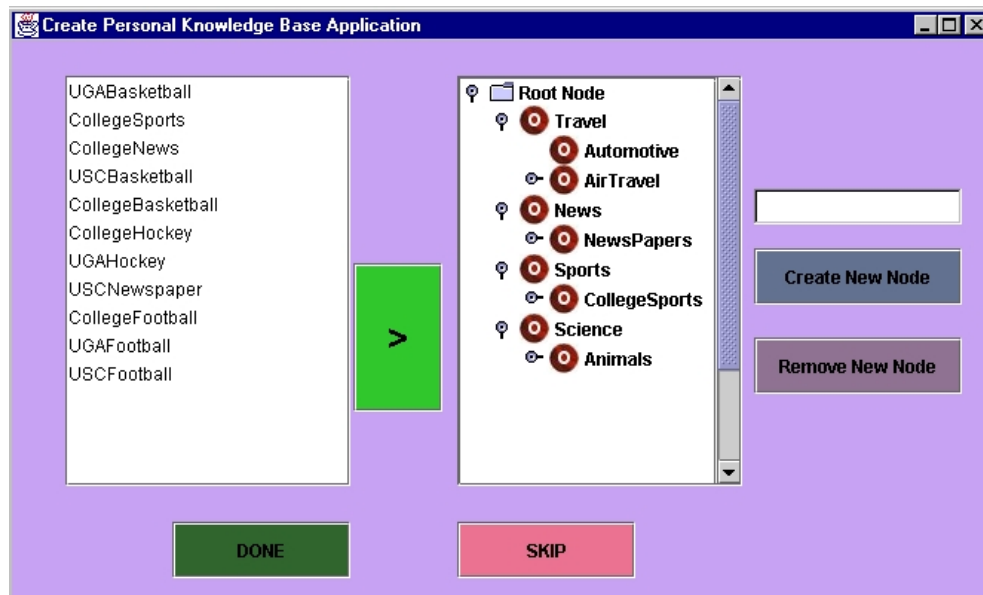 Create Personal Knowledge Base Application
UGABasketball
CollegeSports
CollegeNews
USCBasketball
CollegeBasketball
CollegeHockey
UGAHockey
USCNewspaper
CollegeFootball
UGAFootball
USCFootball
>
Root Node
Travel
Automotive
AirTravel
News
NewsPapers
Sports
CollegeSports
Science
Animals
Create New Node
Remove New Node
DONE
SKIP